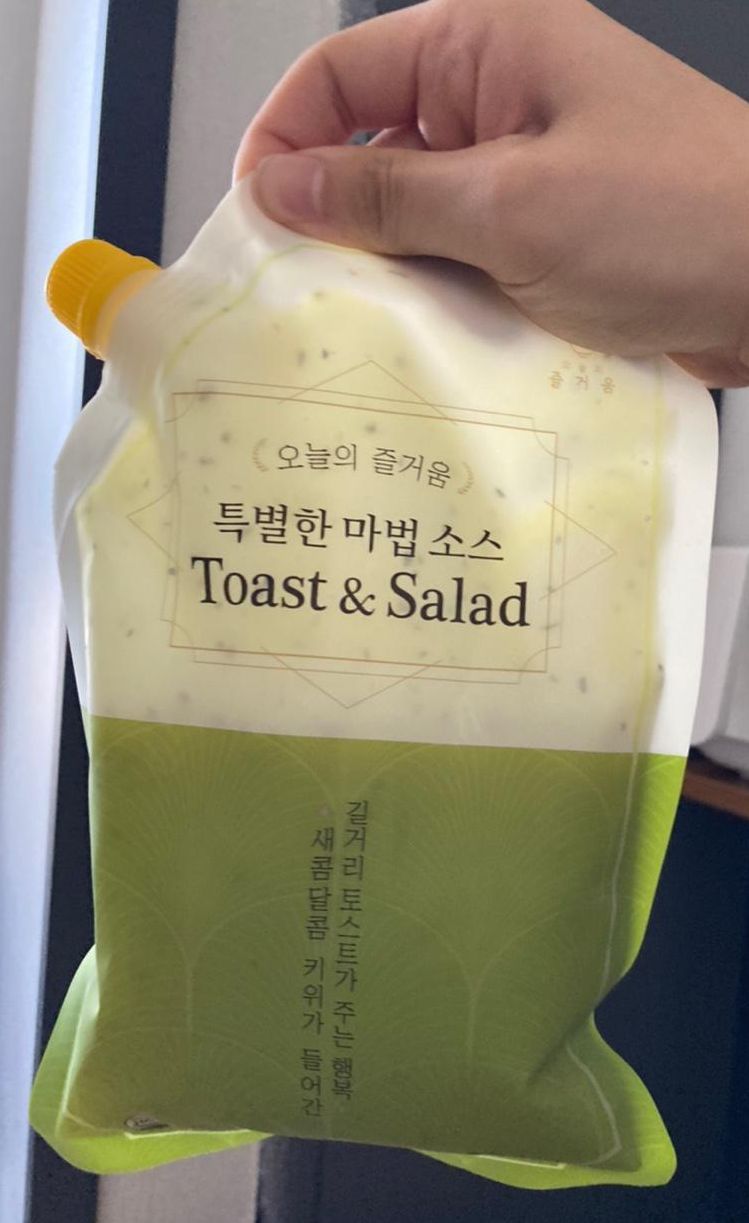 즐거움
오늘의 즐거움
특별한 마법 소스
Toast & Salad
길거리 토스트가 주는 행복
새콤달콤 키위가 들어간